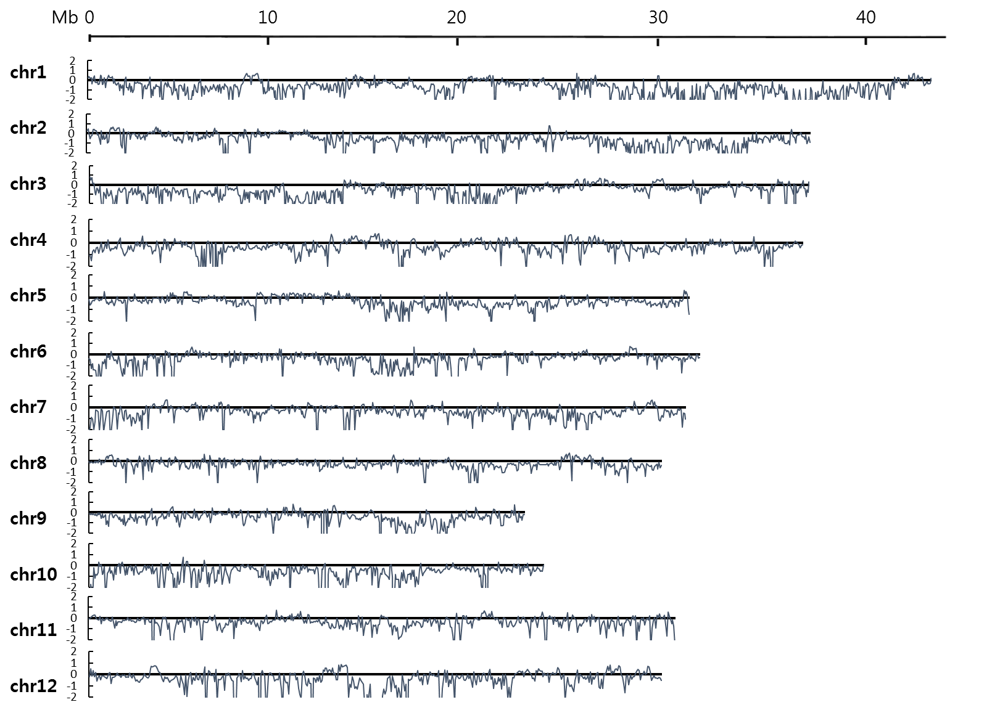 Mb 0 10 20 30 40
chr1 2 1 0 -1 -2
chr2 2 1 0 -1 -2
chr3 2 1 0 -1 -2
chr4 2 1 0 -1 -2
chr5 2 1 0 -1 -2
chr6 2 1 0 -1 -2
chr7 2 1 0 -1 -2
chr8 2 1 0 -1 -2
chr9 2 1 0 -1 -2
chr10 2 1 0 -1 -2
chr11 2 1 0 -1 -2
chr12 2 1 0 -1 -2